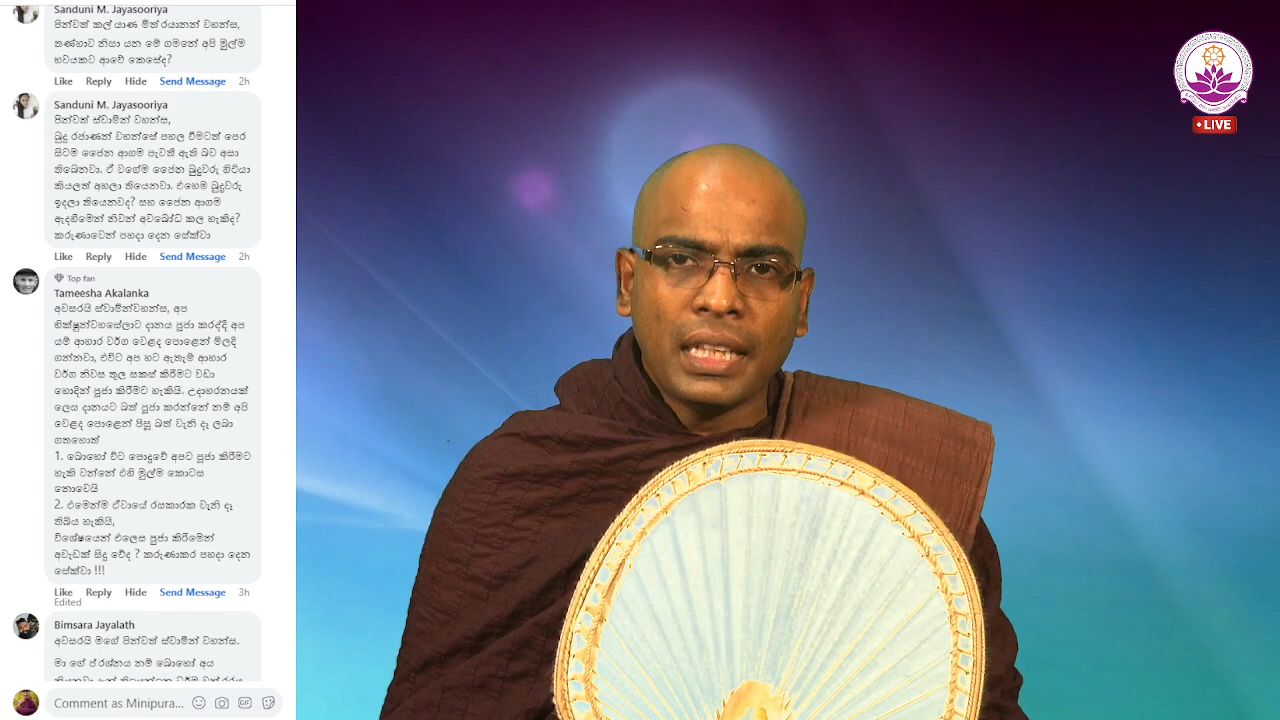 Sanduni M. Jayasooriya
පින්වත් කල් යාණ මිත් රයානන් වහන්ස,
තණ්හාව නිසා යන මේ ගමනේ අපි මුල්ම
භවයකට ආවේ කෙසේද?
Like Reply Hide Send Message 2h
Sanduni M. Jayasooriya
පින්වත් ස්වාමින් වහන්ස,
බුදු රජාණන් වහන්සේ පහල වීමටත් පෙර
සිටම ජෛන ආගම පැවතී ඇති බව අසා
තිබෙනවා. ඒ වගේම ජෛන බුදුවරු හිටියා
කියලත් අහලා තියෙනවා. එහෙම බුදුවරු
ඉඳලා තියෙනවද? සහ ජෛන ආගම
ඇදහීමෙන් නිවන් අවබෝධ කල හැකිද?
කරුණාවෙන් පහදා දෙන සේක්වා
Like Reply Hide Send Message 2h
Top fan
Tameesha Akalanka
අවසරයි ස්වාමීන්වහන්ස, අප
භික්ෂුන්වහසේලාට දානය පූජා කරද්දී අප
යම් ආහාර වර්ග වෙළඳ පොළෙන් මිලදී
ගන්නවා, එවිට අප හට ඇතැම් ආහාර
වර්ග නිවස තුල සකස් කිරීමට වඩා
හොදින් පූජා කිරීමට හැකියි. උදාහරනයක්
ලෙස දානයට බත් පූජා කරන්නේ නම් අපි
වෙළඳ පොළෙන් පිසූ බත් වැනි දෑ ලබා
ගතහොත්
1. බොහෝ විට පොදුවේ අපට පූජා කිරීමට
හැකි වන්නේ එහි මුල්ම කොටස
නොවෙයි
2. එමෙන්ම ඒවායේ රසකාරක වැනි දෑ
තිබිය හැකියි,
විශේෂයෙන් එලෙස පූජා කිරීමෙන්
අවැඩක් සිදු වේද ? කරුණාකර පහදා දෙන
සේක්වා !!!
Like Reply Hide Send Message 3h
Edited
Bimsara Jayalath
අවසරයි මගේ පින්වත් ස්වාමීන් වහන්ස.
මා ගේ ප් රශ්නය නම් බොහෝ අය
Comment as Minipura...
LIVE